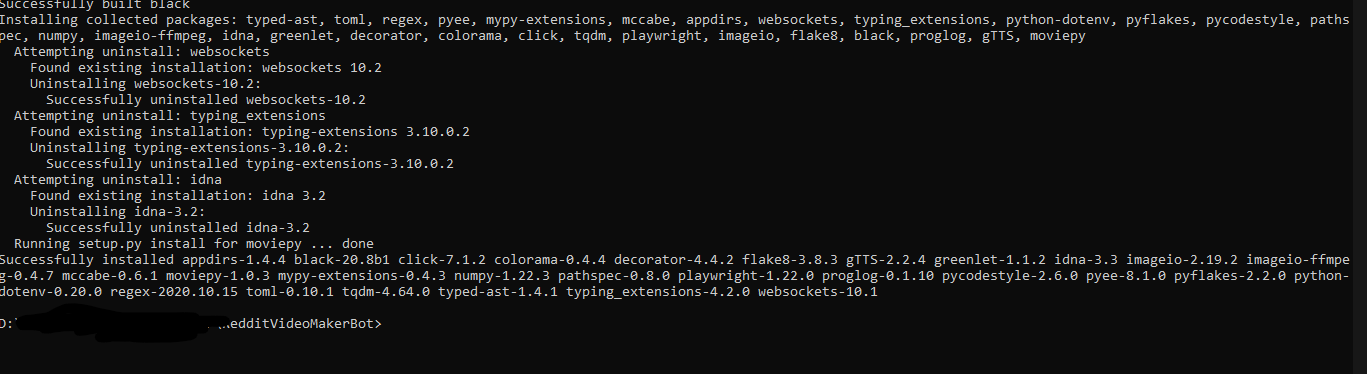 Successfully built black
Installing collected packages: typed-ast, toml, regex, pyee, mypy-extensions, mccabe, appdirs, websockets, typing_extensions, python-dotenv, pyflakes, pycodestyle, paths
pec, numpy, imageio-ffmpeg, idna, greenlet, decorator, colorama, click, tqdm, playwright, imageio, flake8, black, proglog, gTTS, moviepy
  Attempting uninstall: websockets
    Found existing installation: websockets 10.2
    Uninstalling websockets-10.2:
      Successfully uninstalled websockets-10.2
  Attempting uninstall: typing_extensions
    Found existing installation: typing-extensions 3.10.0.2
    Uninstalling typing-extensions-3.10.0.2:
      Successfully uninstalled typing-extensions-3.10.0.2
  Attempting uninstall: idna
    Found existing installation: idna 3.2
    Uninstalling idna-3.2:
      Successfully uninstalled idna-3.2
  Running setup.py install for moviepy ... done
Successfully installed appdirs-1.4.4 black-20.8b1 click-7.1.2 colorama-0.4.4 decorator-4.4.2 flake8-3.8.3 gTTS-2.2.4 greenlet-1.1.2 idna-3.3 imageio-2.19.2 imageio-ffmpe
g-0.4.7 mccabe-0.6.1 moviepy-1.0.3 mypy-extensions-0.4.3 numpy-1.22.3 pathspec-0.8.0 playwright-1.22.0 proglog-0.1.10 pycodestyle-2.6.0 pyee-8.1.0 pyflakes-2.2.0 python-
dotenv-0.20.0 regex-2020.10.15 toml-0.10.1 tqdm-4.64.0 typed-ast-1.4.1 typing_extensions-4.2.0 websockets-10.1
D:\ \RedditVideoMakerBot>